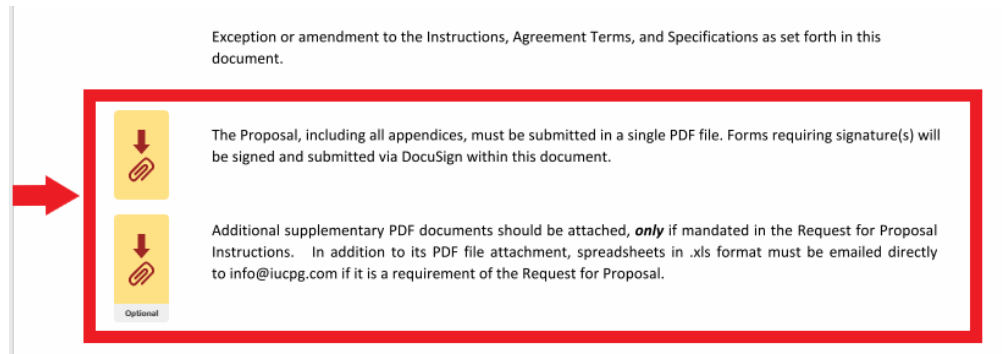 Exception or amendment to the Instructions, Agreement Terms, and Specifications as set forth in this
document.
The Proposal, including all appendices, must be submitted in a single PDF file. Forms requiring signature(s) will
be signed and submitted via DocuSign within this document.
Additional supplementary PDF documents should be attached, only if mandated in the Request for Proposal
Instructions. In addition to its PDF file attachment, spreadsheets in .xls format must be emailed directly
to info@iucpg.com if it is a requirement of the Request for Proposal.
Optional